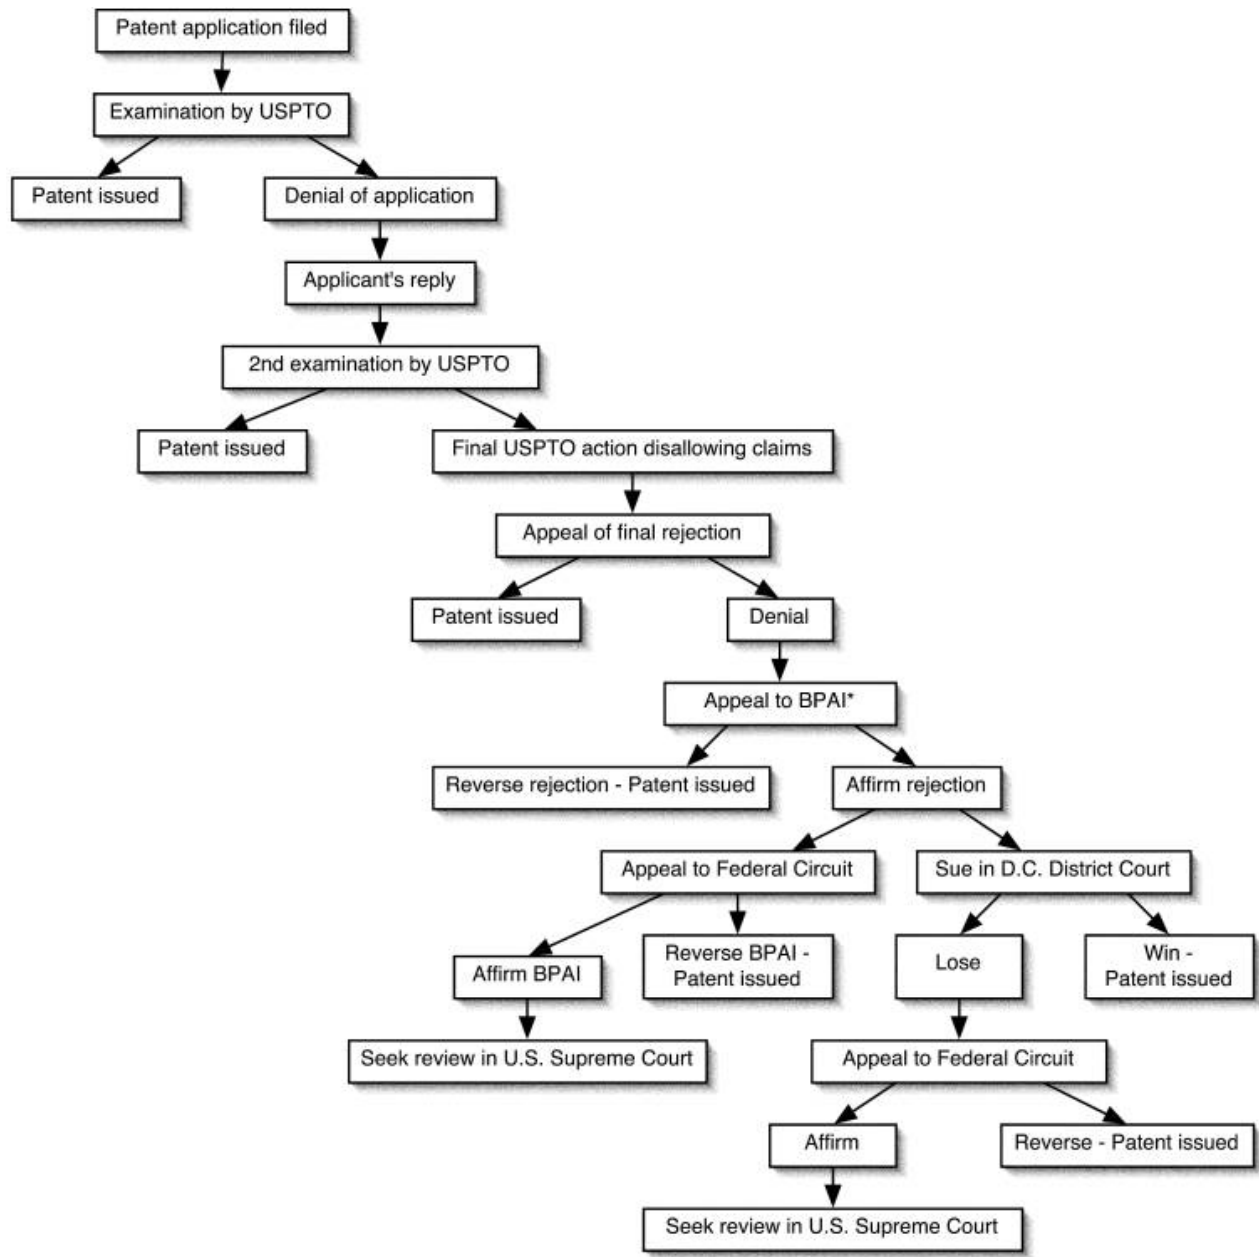 Patent application filed
Examination by USPTO
Patent issued
Denial of application
Applicant's reply
2nd examination by USPTO
Patent issued
Final USPTO action disallowing claims
Appeal of final rejection
Patent issued
Denial
Appeal to BPAI*
Reverse rejection - Patent issued
Affirm rejection
Appeal to Federal Circuit
Sue in D.C. District Court
Affirm BPAI
Reverse BPAI -
Patent issued
Lose
Win -
Patent issued
Seek review in U.S. Supreme Court
Appeal to Federal Circuit
Affirm
Reverse - Patent issued
Seek review in U.S. Supreme Court